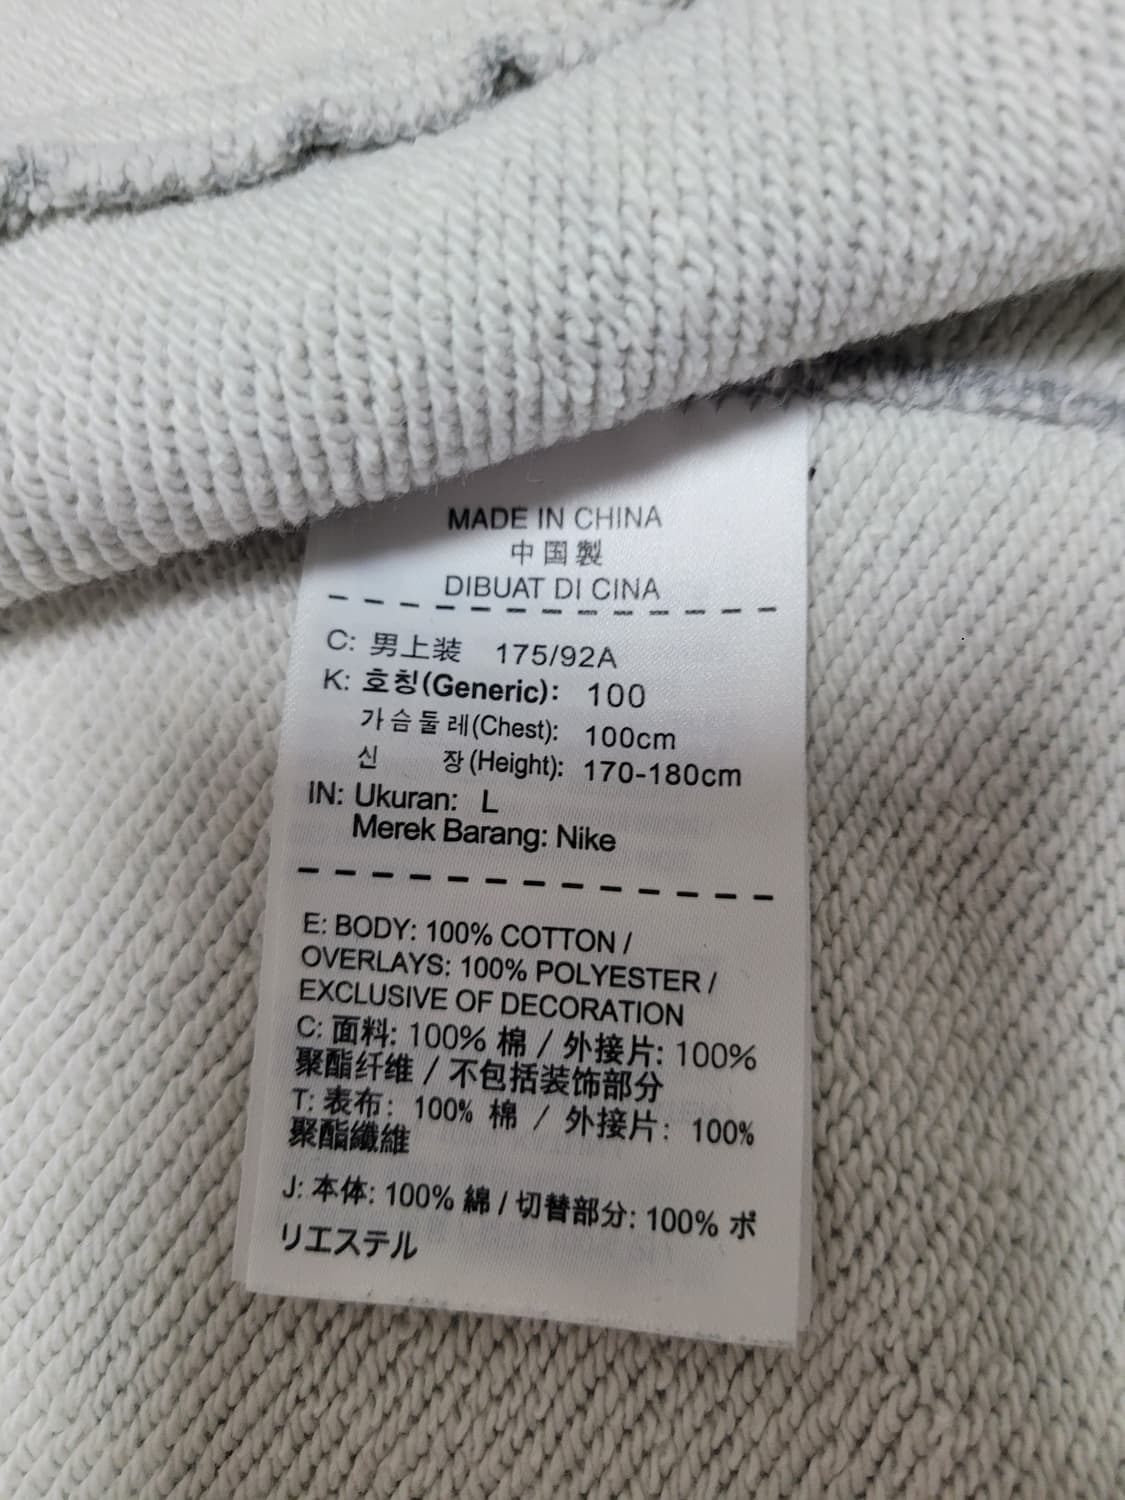 MADE IN CHINA
中国製
DIBUAT DI CINA
C: 男上装 175/92A
K: 호칭(Generic): 100
가슴둘레(Chest): 100cm
신 장(Height): 170-180cm
IN: Ukuran: L
Merek Barang: Nike
E: BODY: 100% COTTON /
OVERLAYS: 100% POLYESTER /
EXCLUSIVE OF DECORATION
C: 面料: 100% 棉 / 外接片: 100%
聚酯纤维 / 不包括装饰部分
T: 表布: 100% 棉 / 外接片: 100%
聚酯纖維
J: 本体: 100% 綿 / 切替部分: 100% ポ
リエステル